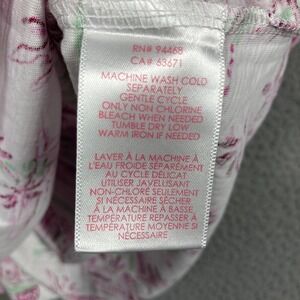 RN# 94468
CA# 63671
MACHINE WASH COLD
SEPARATELY
GENTLE CYCLE
ONLY NON CHLORINE
BLEACH WHEN NEEDED
TUMBLE DRY LOW
WARM IRON IF NEEDED
LAVER À LA MACHINE À
L'EAU FROIDE SÉPARÉMENT
AU CYCLE DÉLICAT
UTILISER JAVELISANT
NON-CHLORÉ SEULEMENT
SI NÉCESSAIRE SÉCHER
À LA MACHINE À BASSE
TEMPÉRATURE REPASSER À
TEMPÉRATURE MOYENNE SI
NÉCESSAIRE